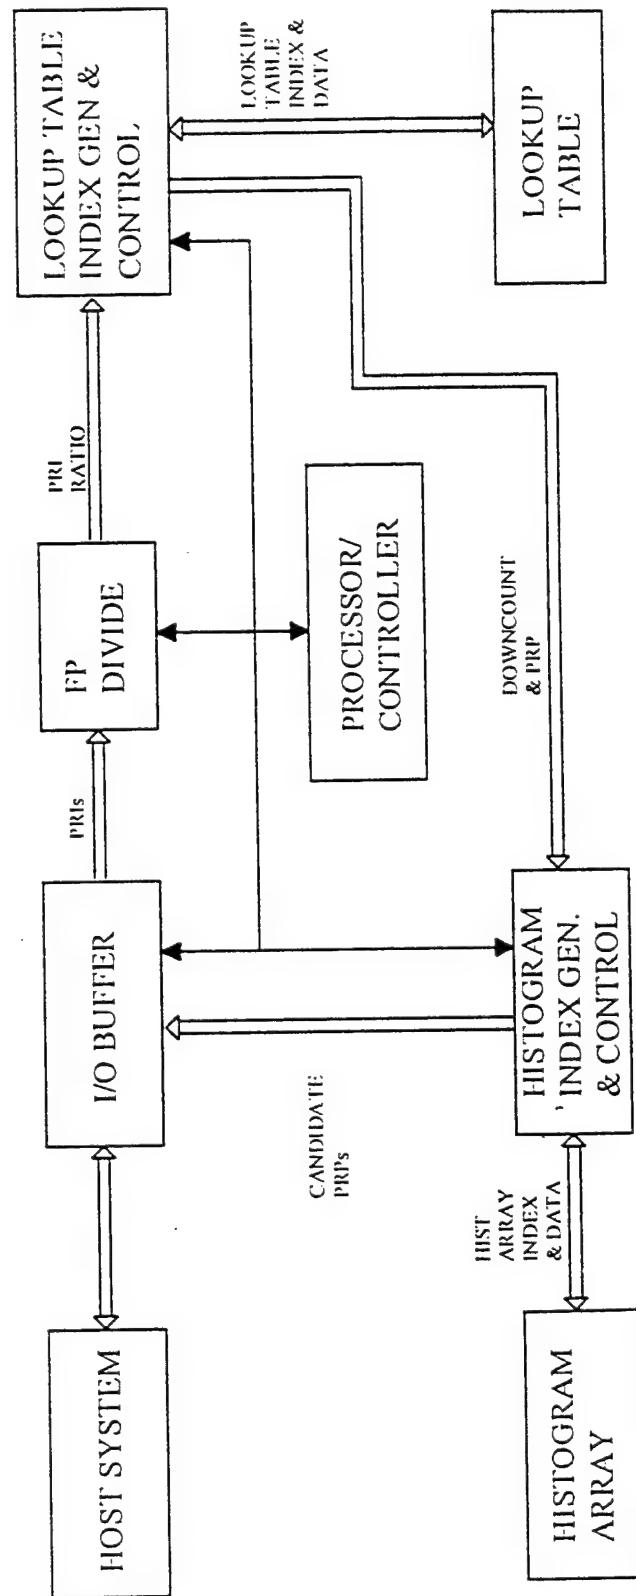 HOST SYSTEM
I/O BUFFER
PRIs
FP
DIVIDE
PRI
RATIO
LOOKUP TABLE
INDEX GEN &
CONTROL
LOOKUP
TABLE
INDEX &
DATA
PROCESSOR/
CONTROLLER
CANDIDATE
PRPs
DOWNCOUNT
& PRP
HISTOGRAM
ARRAY
HIST
ARRAY
INDEX
& DATA
HISTOGRAM
' INDEX GEN.
& CONTROL
LOOKUP
TABLE